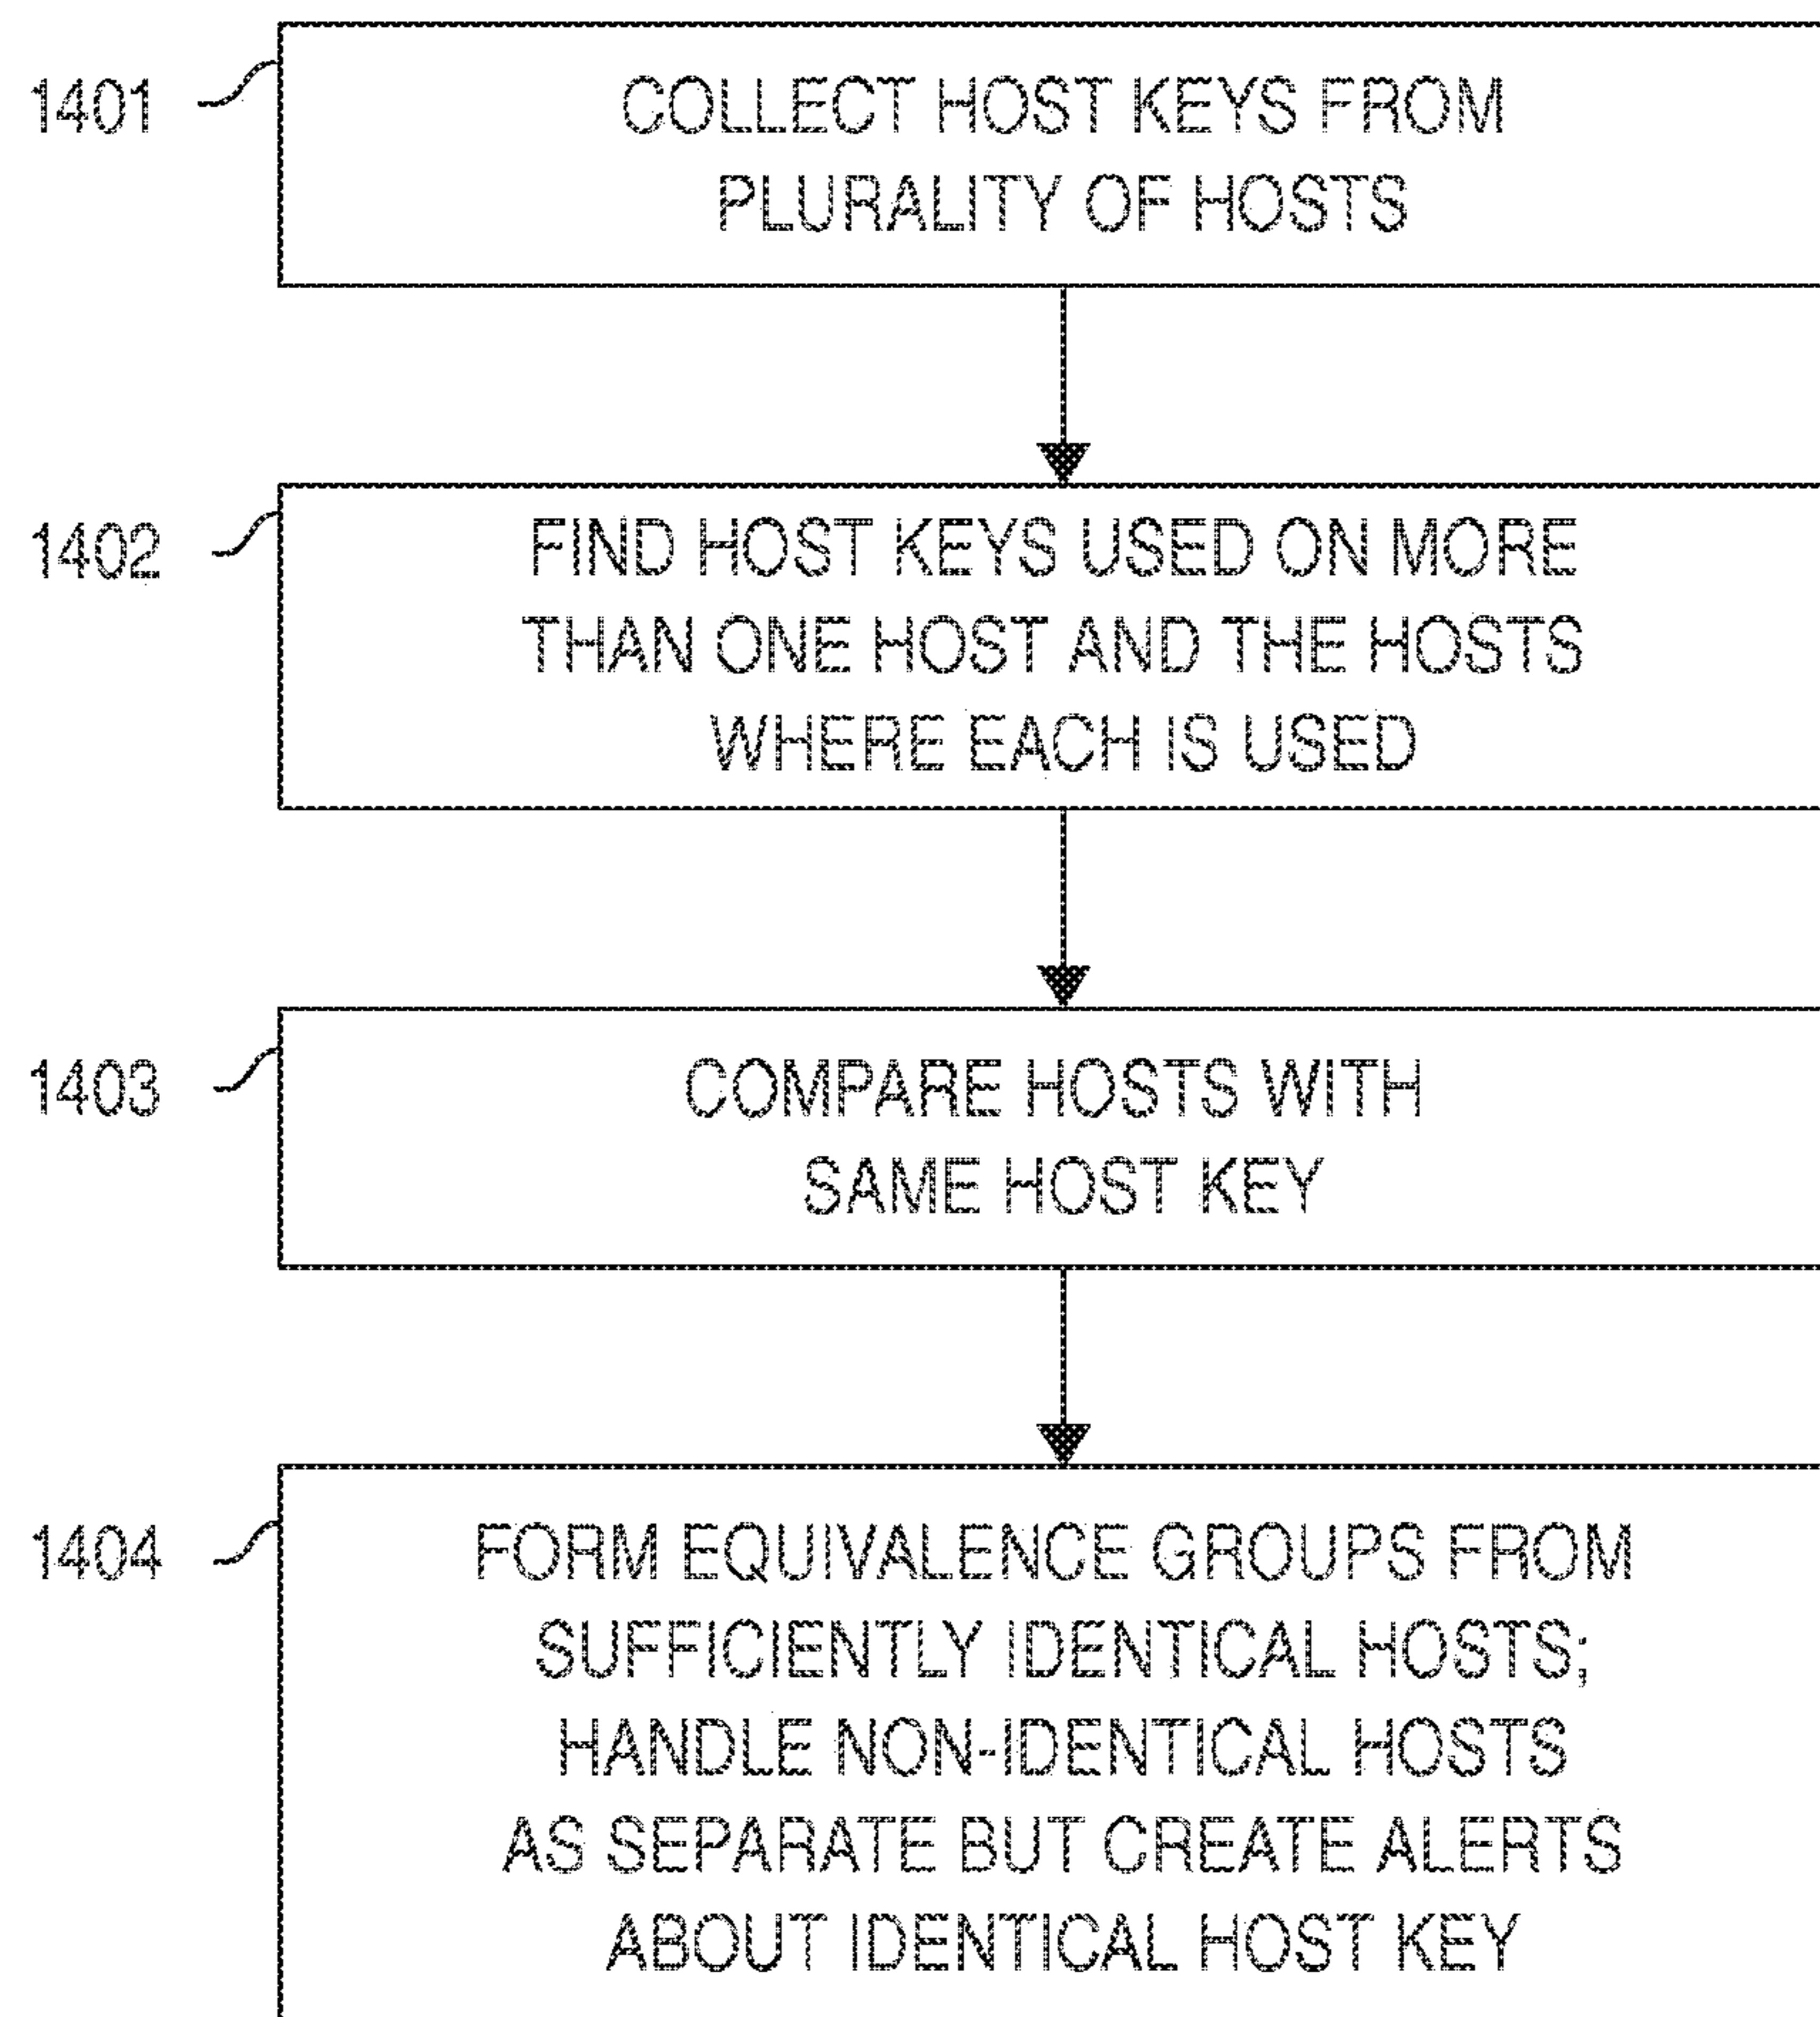 1401
COLLECT HOST KEYS FROM
PLURALITY OF HOSTS
1402
FIND HOST KEYS USED ON MORE
THAN ONE HOST AND THE HOSTS
WHERE EACH IS USED
1403
COMPARE HOSTS WITH
SAME HOST KEY
1404
FORM EQUIVALENCE GROUPS FROM
SUFFICIENTLY IDENTICAL HOSTS;
HANDLE NON-IDENTICAL HOSTS
AS SEPARATE BUT CREATE ALERTS
ABOUT IDENTICAL HOST KEY